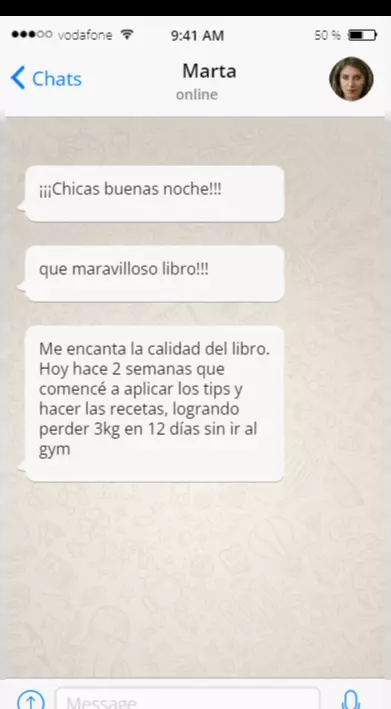 vodafone 9:41 AM 50 %
Chats Marta
online
¡¡¡Chicas buenas noche!!!
que maravilloso libro!!!
Me encanta la calidad del libro.
Hoy hace 2 semanas que
comencé a aplicar los tips y
hacer las recetas, logrando
perder 3kg en 12 días sin ir al
gym
Message